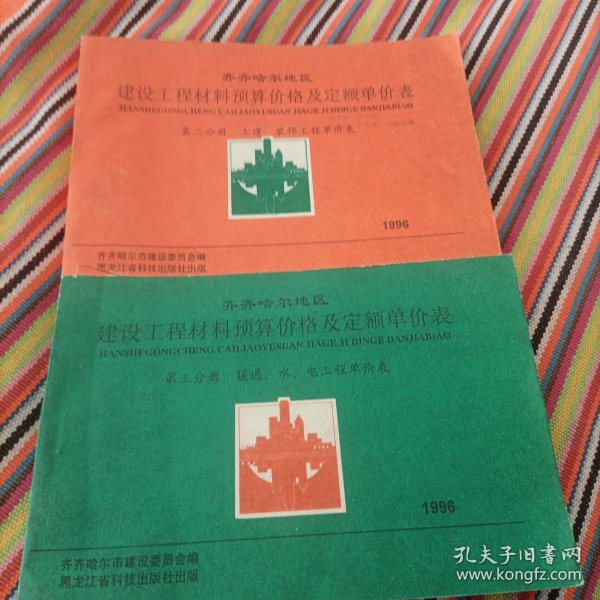 齐齐哈尔地区
建设工程材料预算价格及定额单价表
JIANSHEGONGCHENG CAILIAOYUSUAN JIAGE JI DINGE DANJIABIAO
第二分册 土建、装饰工程单价表
1996
齐齐哈尔市建设委员会编
黑龙江省科技出版社出版
齐齐哈尔地区
建设工程材料预算价格及定额单价表
JIANSHEGONGCHENG CAILIAOYUSUAN JIAGE JI DINGE DANJIABIAO
第三分册 暖通、水、电工程单价表
1996
齐齐哈尔市建设委员会编
黑龙江省科技出版社出版
孔夫子旧书网
www.kongfz.com